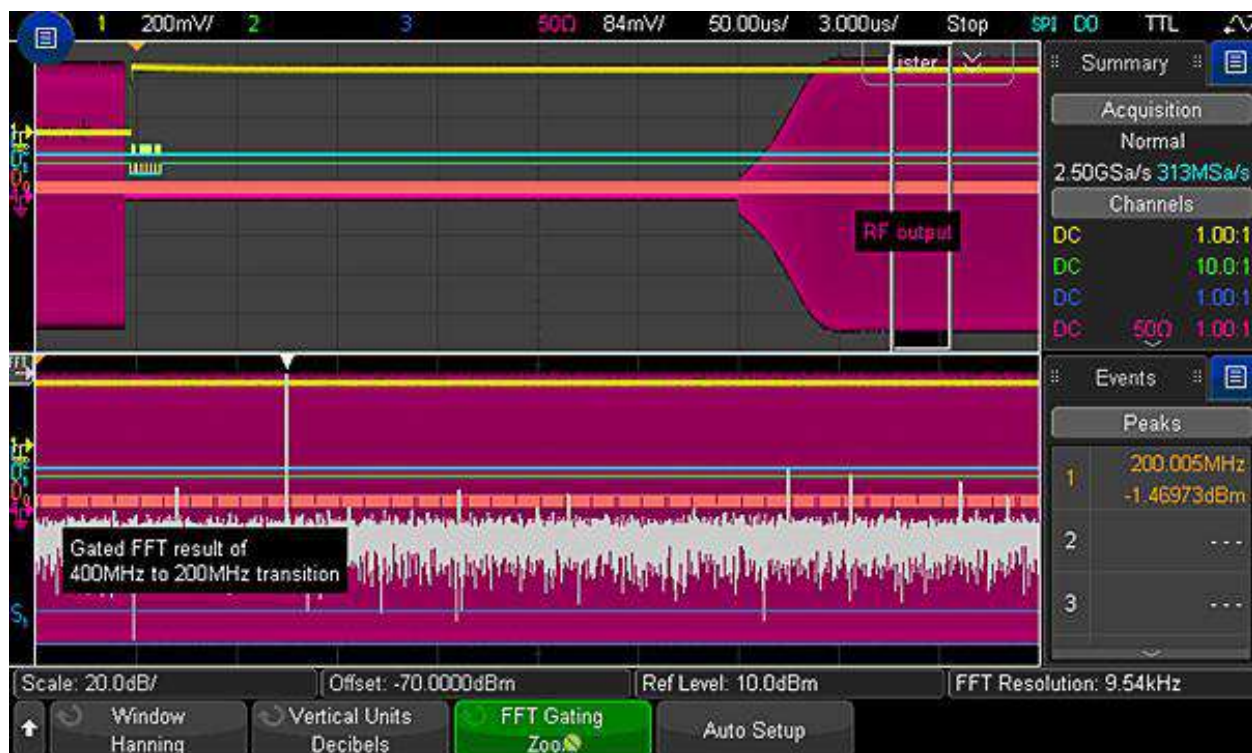 1 200mV/ 2 3 50Ω 84mV/ 50.00us/ 3.000us/ Stop SPI D0 TTL
Lister
RF output
Summary
Acquisition
Normal
2.50GSa/s 313MSa/s
Channels
DC 1.00:1
DC 10.0:1
DC 1.00:1
DC 50Ω 1.00:1
FFT
Gated FFT result of
400MHz to 200MHz transition
S1
Events
Peaks
1 200.005MHz
-1.46973dBm
2 ---
3 ---
Scale: 20.0dB/ Offset: -70.0000dBm Ref Level: 10.0dBm FFT Resolution: 9.54kHz
Window
Hanning
Vertical Units
Decibels
FFT Gating
Zoom
Auto Setup